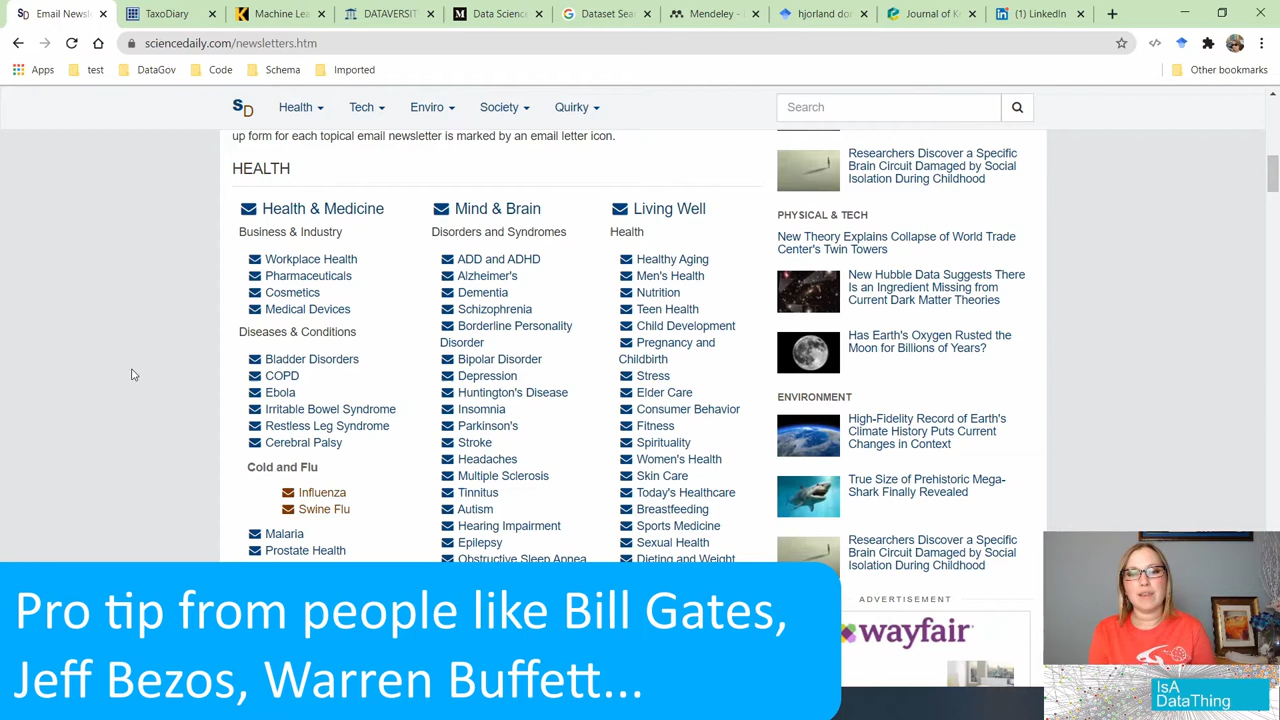 Email News
TaxoDiary
Machine Lea
DATAVERSIT
Data Science
Dataset Sear
Mendeley -
hjorland dor
Journal of K
(1) LinkedIn
sciencedaily.com/newsletters.htm
Apps
test
DataGov
Code
Schema
Imported
Other bookmarks
SD
Health
Tech
Enviro
Society
Quirky
Search
up form for each topical email newsletter is marked by an email letter icon.
HEALTH
Health & Medicine
Business & Industry
Workplace Health
Pharmaceuticals
Cosmetics
Medical Devices
Diseases & Conditions
Bladder Disorders
COPD
Ebola
Irritable Bowel Syndrome
Restless Leg Syndrome
Cerebral Palsy
Cold and Flu
Influenza
Swine Flu
Malaria
Prostate Health
Mind & Brain
Disorders and Syndromes
ADD and ADHD
Alzheimer's
Dementia
Schizophrenia
Borderline Personality
Disorder
Bipolar Disorder
Depression
Huntington's Disease
Insomnia
Parkinson's
Stroke
Headaches
Multiple Sclerosis
Tinnitus
Autism
Hearing Impairment
Epilepsy
Obstructive Sleep Apnea
Living Well
Health
Healthy Aging
Men's Health
Nutrition
Teen Health
Child Development
Pregnancy and
Childbirth
Stress
Elder Care
Consumer Behavior
Fitness
Spirituality
Women's Health
Skin Care
Today's Healthcare
Breastfeeding
Sports Medicine
Sexual Health
Dieting and Weight
Researchers Discover a Specific
Brain Circuit Damaged by Social
Isolation During Childhood
PHYSICAL & TECH
New Theory Explains Collapse of World Trade
Center's Twin Towers
New Hubble Data Suggests There
Is an Ingredient Missing from
Current Dark Matter Theories
Has Earth's Oxygen Rusted the
Moon for Billions of Years?
ENVIRONMENT
High-Fidelity Record of Earth's
Climate History Puts Current
Changes in Context
True Size of Prehistoric Mega-
Shark Finally Revealed
Researchers Discover a Specific
Brain Circuit Damaged by Social
Isolation During Childhood
ADVERTISEMENT
wayfair
Pro tip from people like Bill Gates,
Jeff Bezos, Warren Buffett...
IsA
DataThing